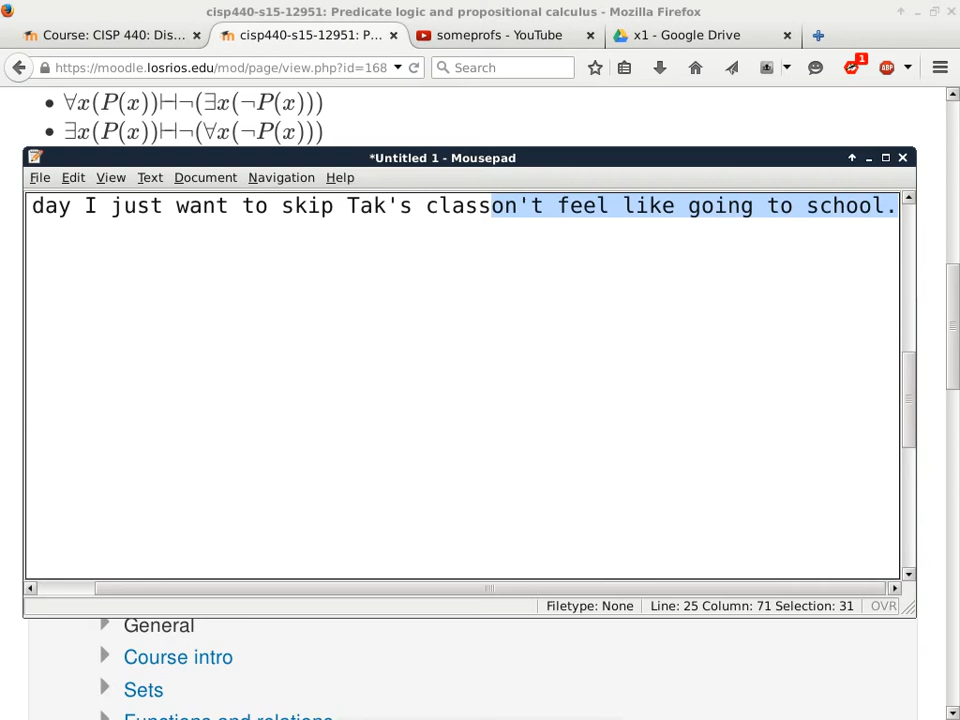 cisp440-s15-12951: Predicate logic and propositional calculus - Mozilla Firefox
Course: CISP 440: Dis...
cisp440-s15-12951: P...
someprofs - YouTube
x1 - Google Drive
https://moodle.losrios.edu/mod/page/view.php?id=168
Search
1
ABP
• ∀x(P(x))⊢¬(∃x(¬P(x)))
• ∃x(P(x))⊢¬(∀x(¬P(x)))
*Untitled 1 - Mousepad
File Edit View Text Document Navigation Help
day I just want to skip Tak's classon't feel like going to school.
Filetype: None Line: 25 Column: 71 Selection: 31 OVR
General
Course intro
Sets
Functions and relations